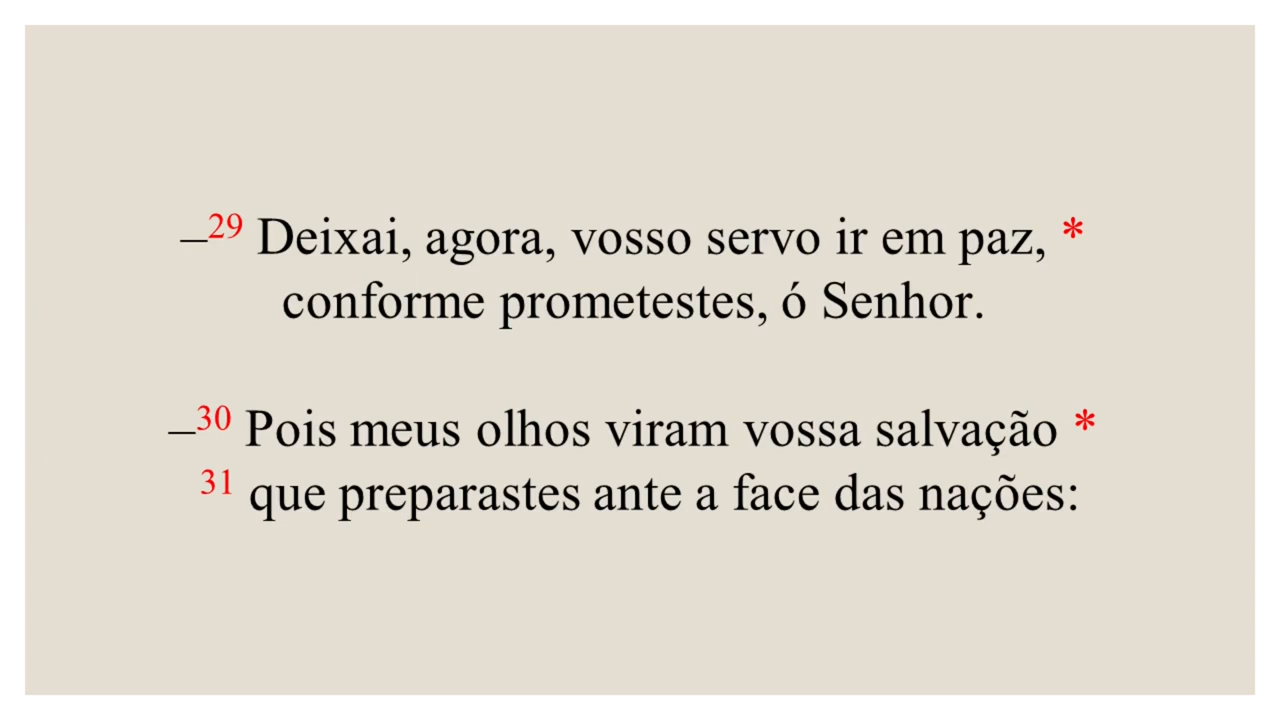 –29 Deixai, agora, vosso servo ir em paz, *
conforme prometestes, ó Senhor.
–30 Pois meus olhos viram vossa salvação *
31 que preparastes ante a face das nações: